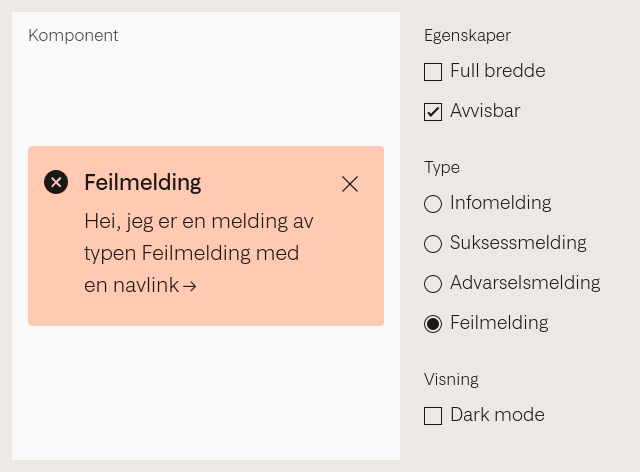 Komponent
Feilmelding
Hei, jeg er en melding av
typen Feilmelding med
en navlink→
Egenskaper
Full bredde
Avvisbar
Type
Infomelding
Suksessmelding
Advarselsmelding
Feilmelding
Visning
Dark mode